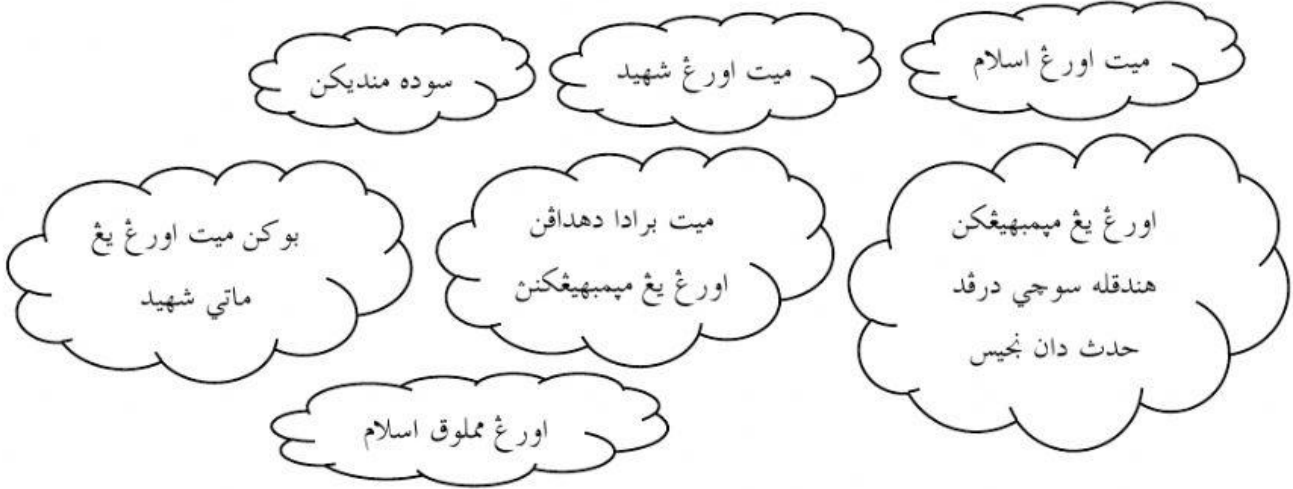 ميت اورڠ اسلام
ميت اورڠ شهيد
سوده منديکن
اورڠ يڠ مپمبهيڠکن
هندقله سوچي درڤد
حدث دان نجيس
ميت برادا دهداڤن
اورڠ يڠ مپمبهيڠکنڽ
بوکن ميت اورڠ يڠ
ماتي شهيد
اورڠ مملوق اسلام